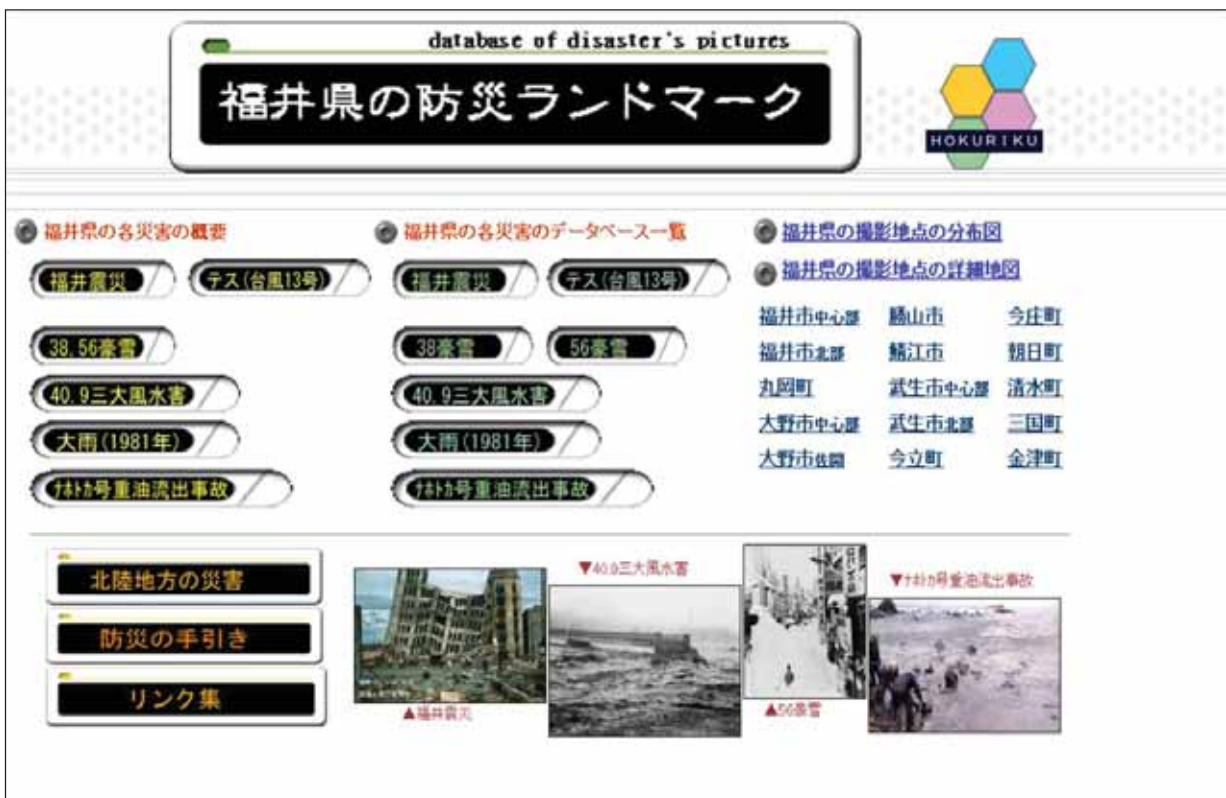 database of disaster's pictures
福井県の防災ランドマーク
HOKURIKU
福井県の各災害の概要
福井震災 テス(台風13号)
38.56豪雪
40.9三大風水害
大雨(1981年)
ﾅﾎﾄｶ号重油流出事故
福井県の各災害のデータベース一覧
福井震災 テス(台風13号)
38豪雪 56豪雪
40.9三大風水害
大雨(1981年)
ﾅﾎﾄｶ号重油流出事故
福井県の撮影地点の分布図
福井県の撮影地点の詳細地図
福井市中心部 勝山市 今庄町
福井市北部 鯖江市 朝日町
丸岡町 武生市中心部 清水町
大野市中心部 武生市北部 三国町
大野市佐開 今立町 金津町
北陸地方の災害
防災の手引き
リンク集
▲福井震災
▼40.9三大風水害
▲56豪雪
▼ﾅﾎﾄｶ号重油流出事故